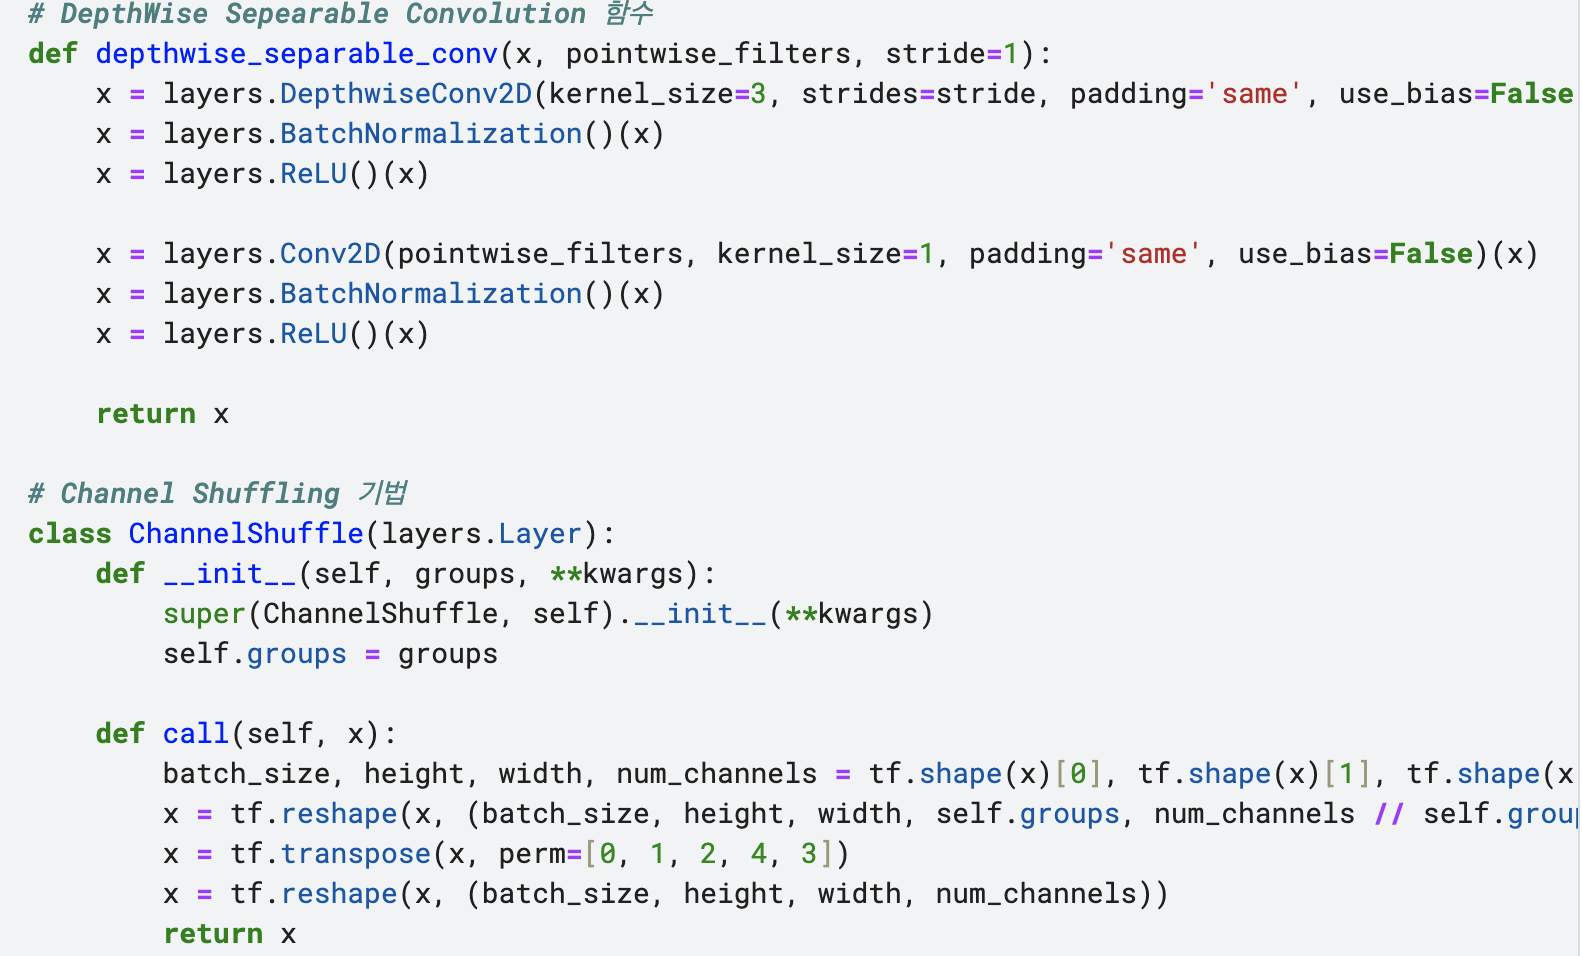 # DepthWise Sepearable Convolution 함수
def depthwise_separable_conv(x, pointwise_filters, stride=1):
    x = layers.DepthwiseConv2D(kernel_size=3, strides=stride, padding='same', use_bias=False
    x = layers.BatchNormalization()(x)
    x = layers.ReLU()(x)
    x = layers.Conv2D(pointwise_filters, kernel_size=1, padding='same', use_bias=False)(x)
    x = layers.BatchNormalization()(x)
    x = layers.ReLU()(x)
    return x
# Channel Shuffling 기법
class ChannelShuffle(layers.Layer):
    def __init__(self, groups, **kwargs):
        super(ChannelShuffle, self).__init__(**kwargs)
        self.groups = groups
    def call(self, x):
        batch_size, height, width, num_channels = tf.shape(x)[0], tf.shape(x)[1], tf.shape(x
        x = tf.reshape(x, (batch_size, height, width, self.groups, num_channels // self.group
        x = tf.transpose(x, perm=[0, 1, 2, 4, 3])
        x = tf.reshape(x, (batch_size, height, width, num_channels))
        return x